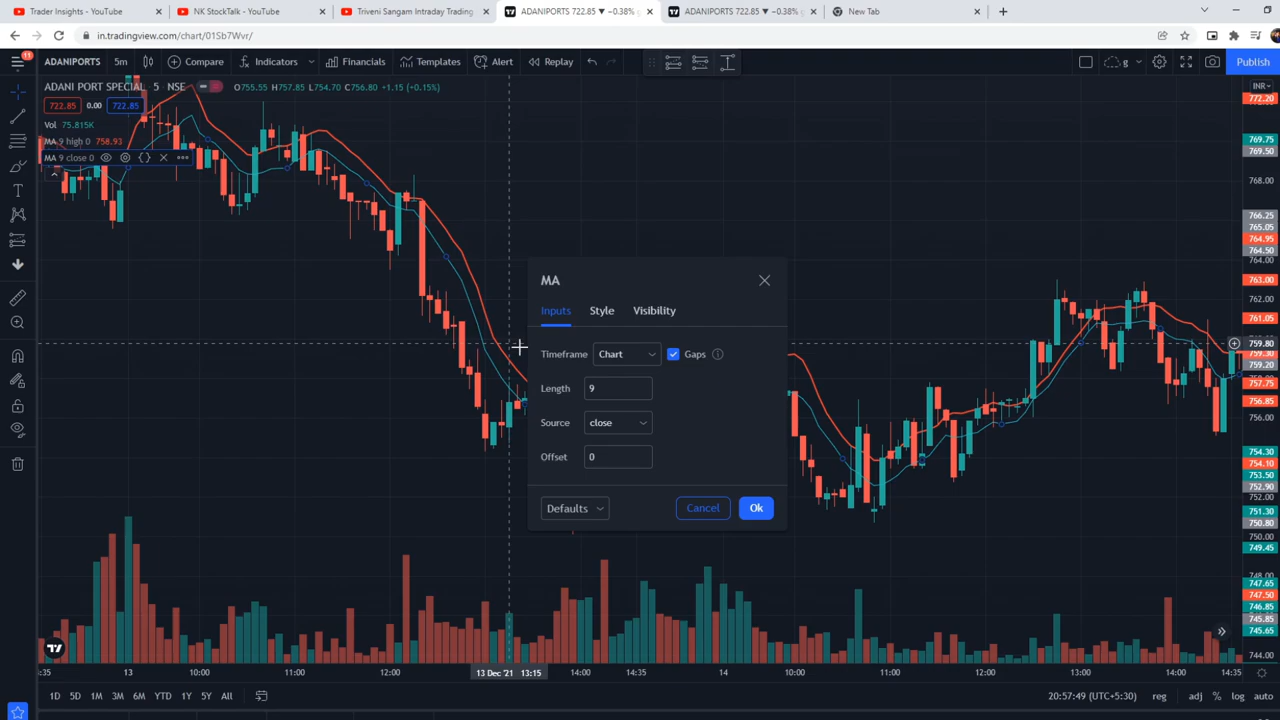 Trader Insights - YouTube
NK StockTalk - YouTube
Triveni Sangam Intraday Trading
ADANIPORTS 722.85 ▼ −0.38%
ADANIPORTS 722.85 ▼ −0.38%
New Tab
in.tradingview.com/chart/01Sb7Wvr/
11
ADANIPORTS
5m
Compare
Indicators
Financials
Templates
Alert
Replay
g
Publish
ADANI PORT SPECIAL 5 NSE
O755.55 H757.85 L754.70 C756.80 +1.15 (+0.15%)
INR
722.85 0.00 722.85
Vol 75.815K
MA 9 high 0 758.93
MA 9 close 0
772.20
769.75
769.50
768.00
766.25
765.05
764.95
764.50
764.00
763.00
762.00
761.05
759.80
759.30
759.20
757.75
756.85
756.00
754.30
754.10
753.50
752.90
752.00
751.30
750.80
749.45
748.00
747.65
747.50
746.85
745.85
745.65
744.00
MA
Inputs
Style
Visibility
Timeframe
Chart
Gaps
Length
9
Source
close
Offset
0
Defaults
Cancel
Ok
:35
13
10:00
11:00
12:00
13 Dec '21 13:15
14:00
14:35
14
10:00
11:00
12:00
13:00
14:00
14:35
1D
5D
1M
3M
6M
YTD
1Y
5Y
All
20:57:49 (UTC+5:30)
reg
adj
%
log
auto